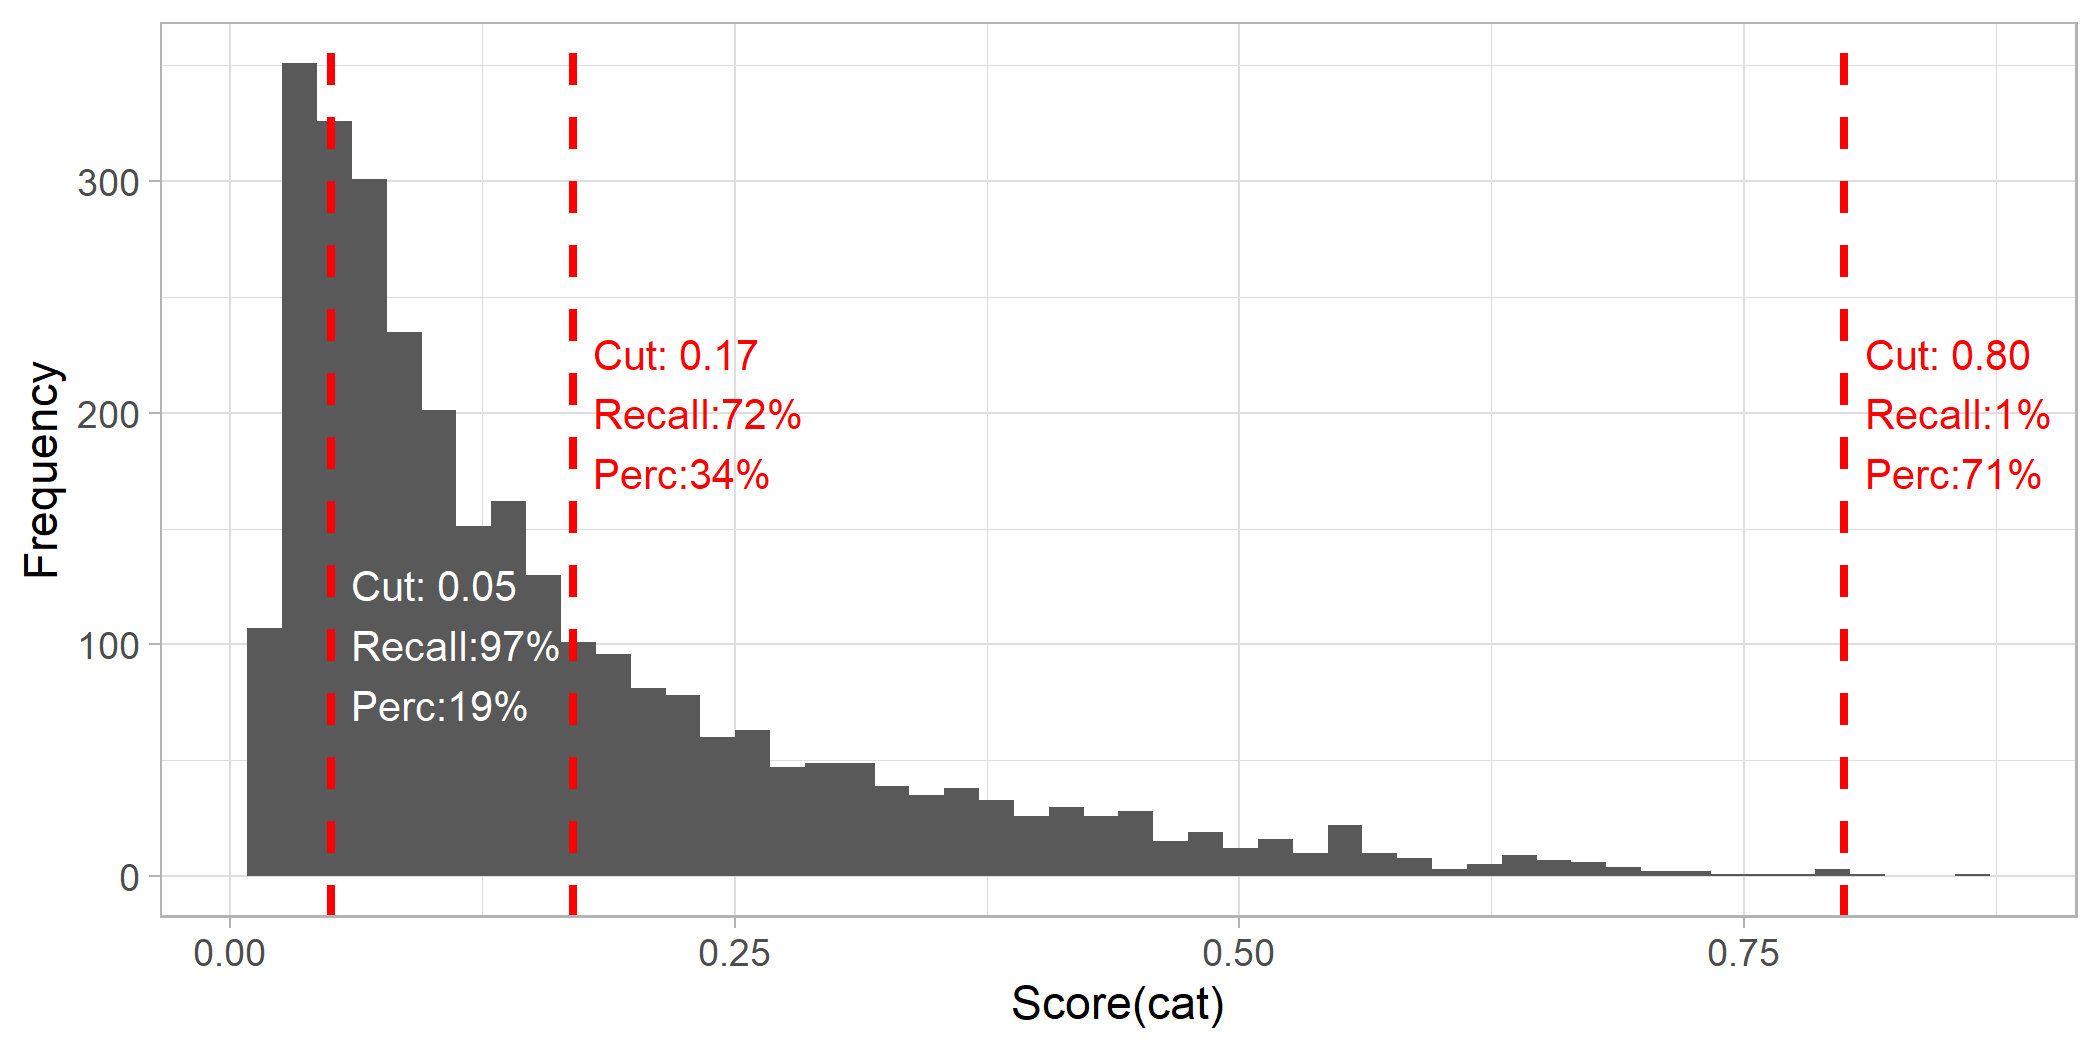 300
200
100
0
Frequency
Cut: 0.05
Recall:97%
Perc:19%
Cut: 0.17
Recall:72%
Perc:34%
Cut: 0.80
Recall:1%
Perc:71%
0.00
0.25
0.50
0.75
Score(cat)